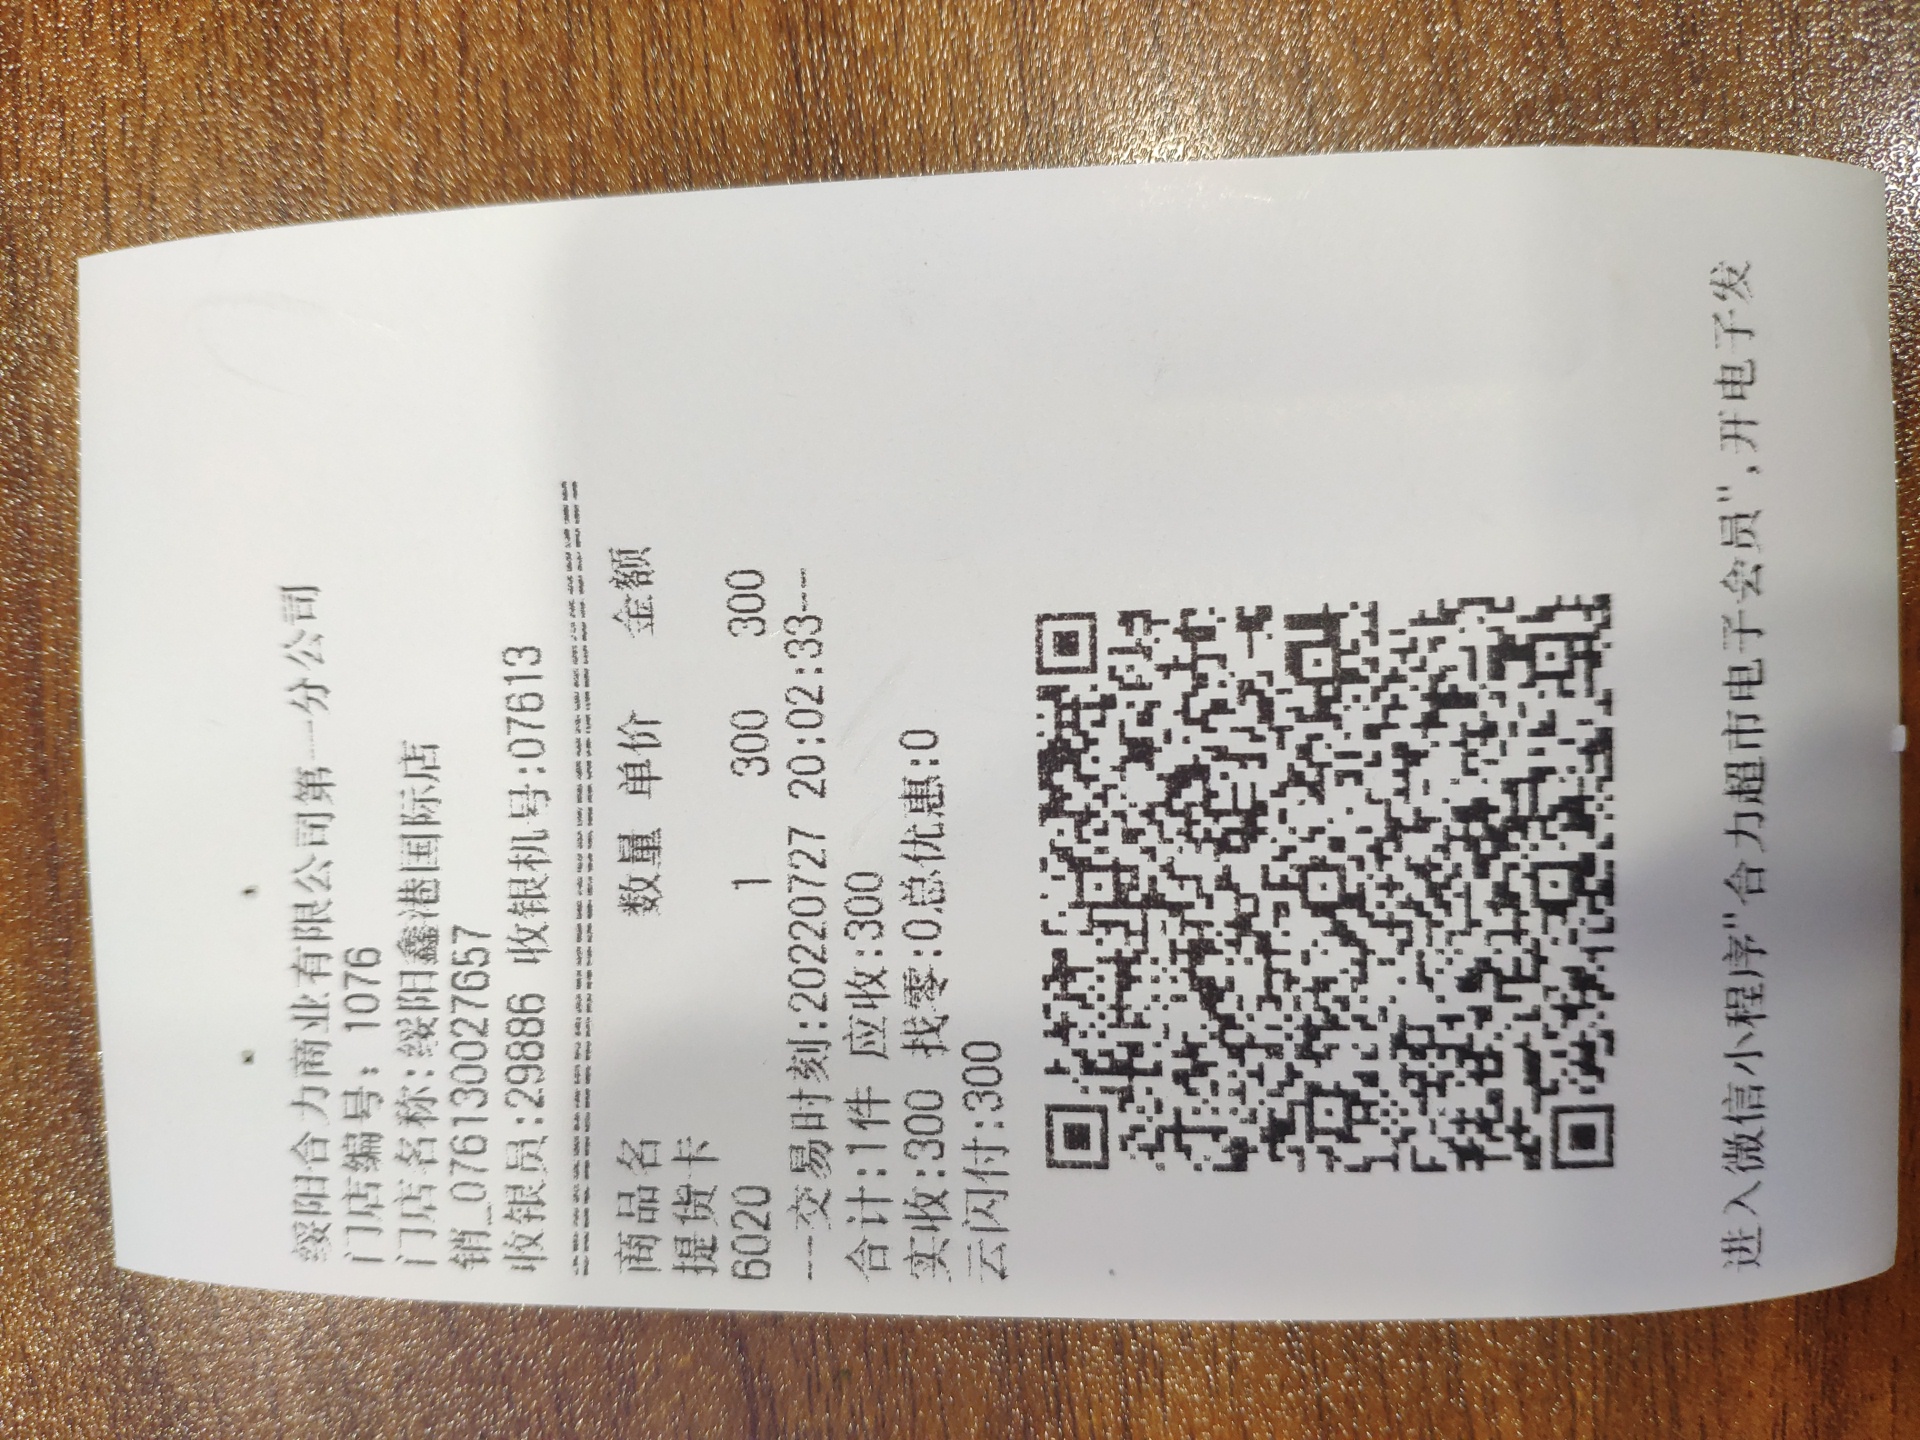 绥阳合力商业有限公司第一分公司
门店编号: 1076
门店名称:绥阳鑫港国际店
销_076130027657
收银员:29886 收银机号:07613
商品名 数量 单价 金额
提货卡
6020 1 300 300
---交易时刻:20220727 20:02:33---
合计:1件 应收:300
实收:300 找零:0总优惠:0
云闪付:300
进入微信小程序"合力超市电子会员",开电子发